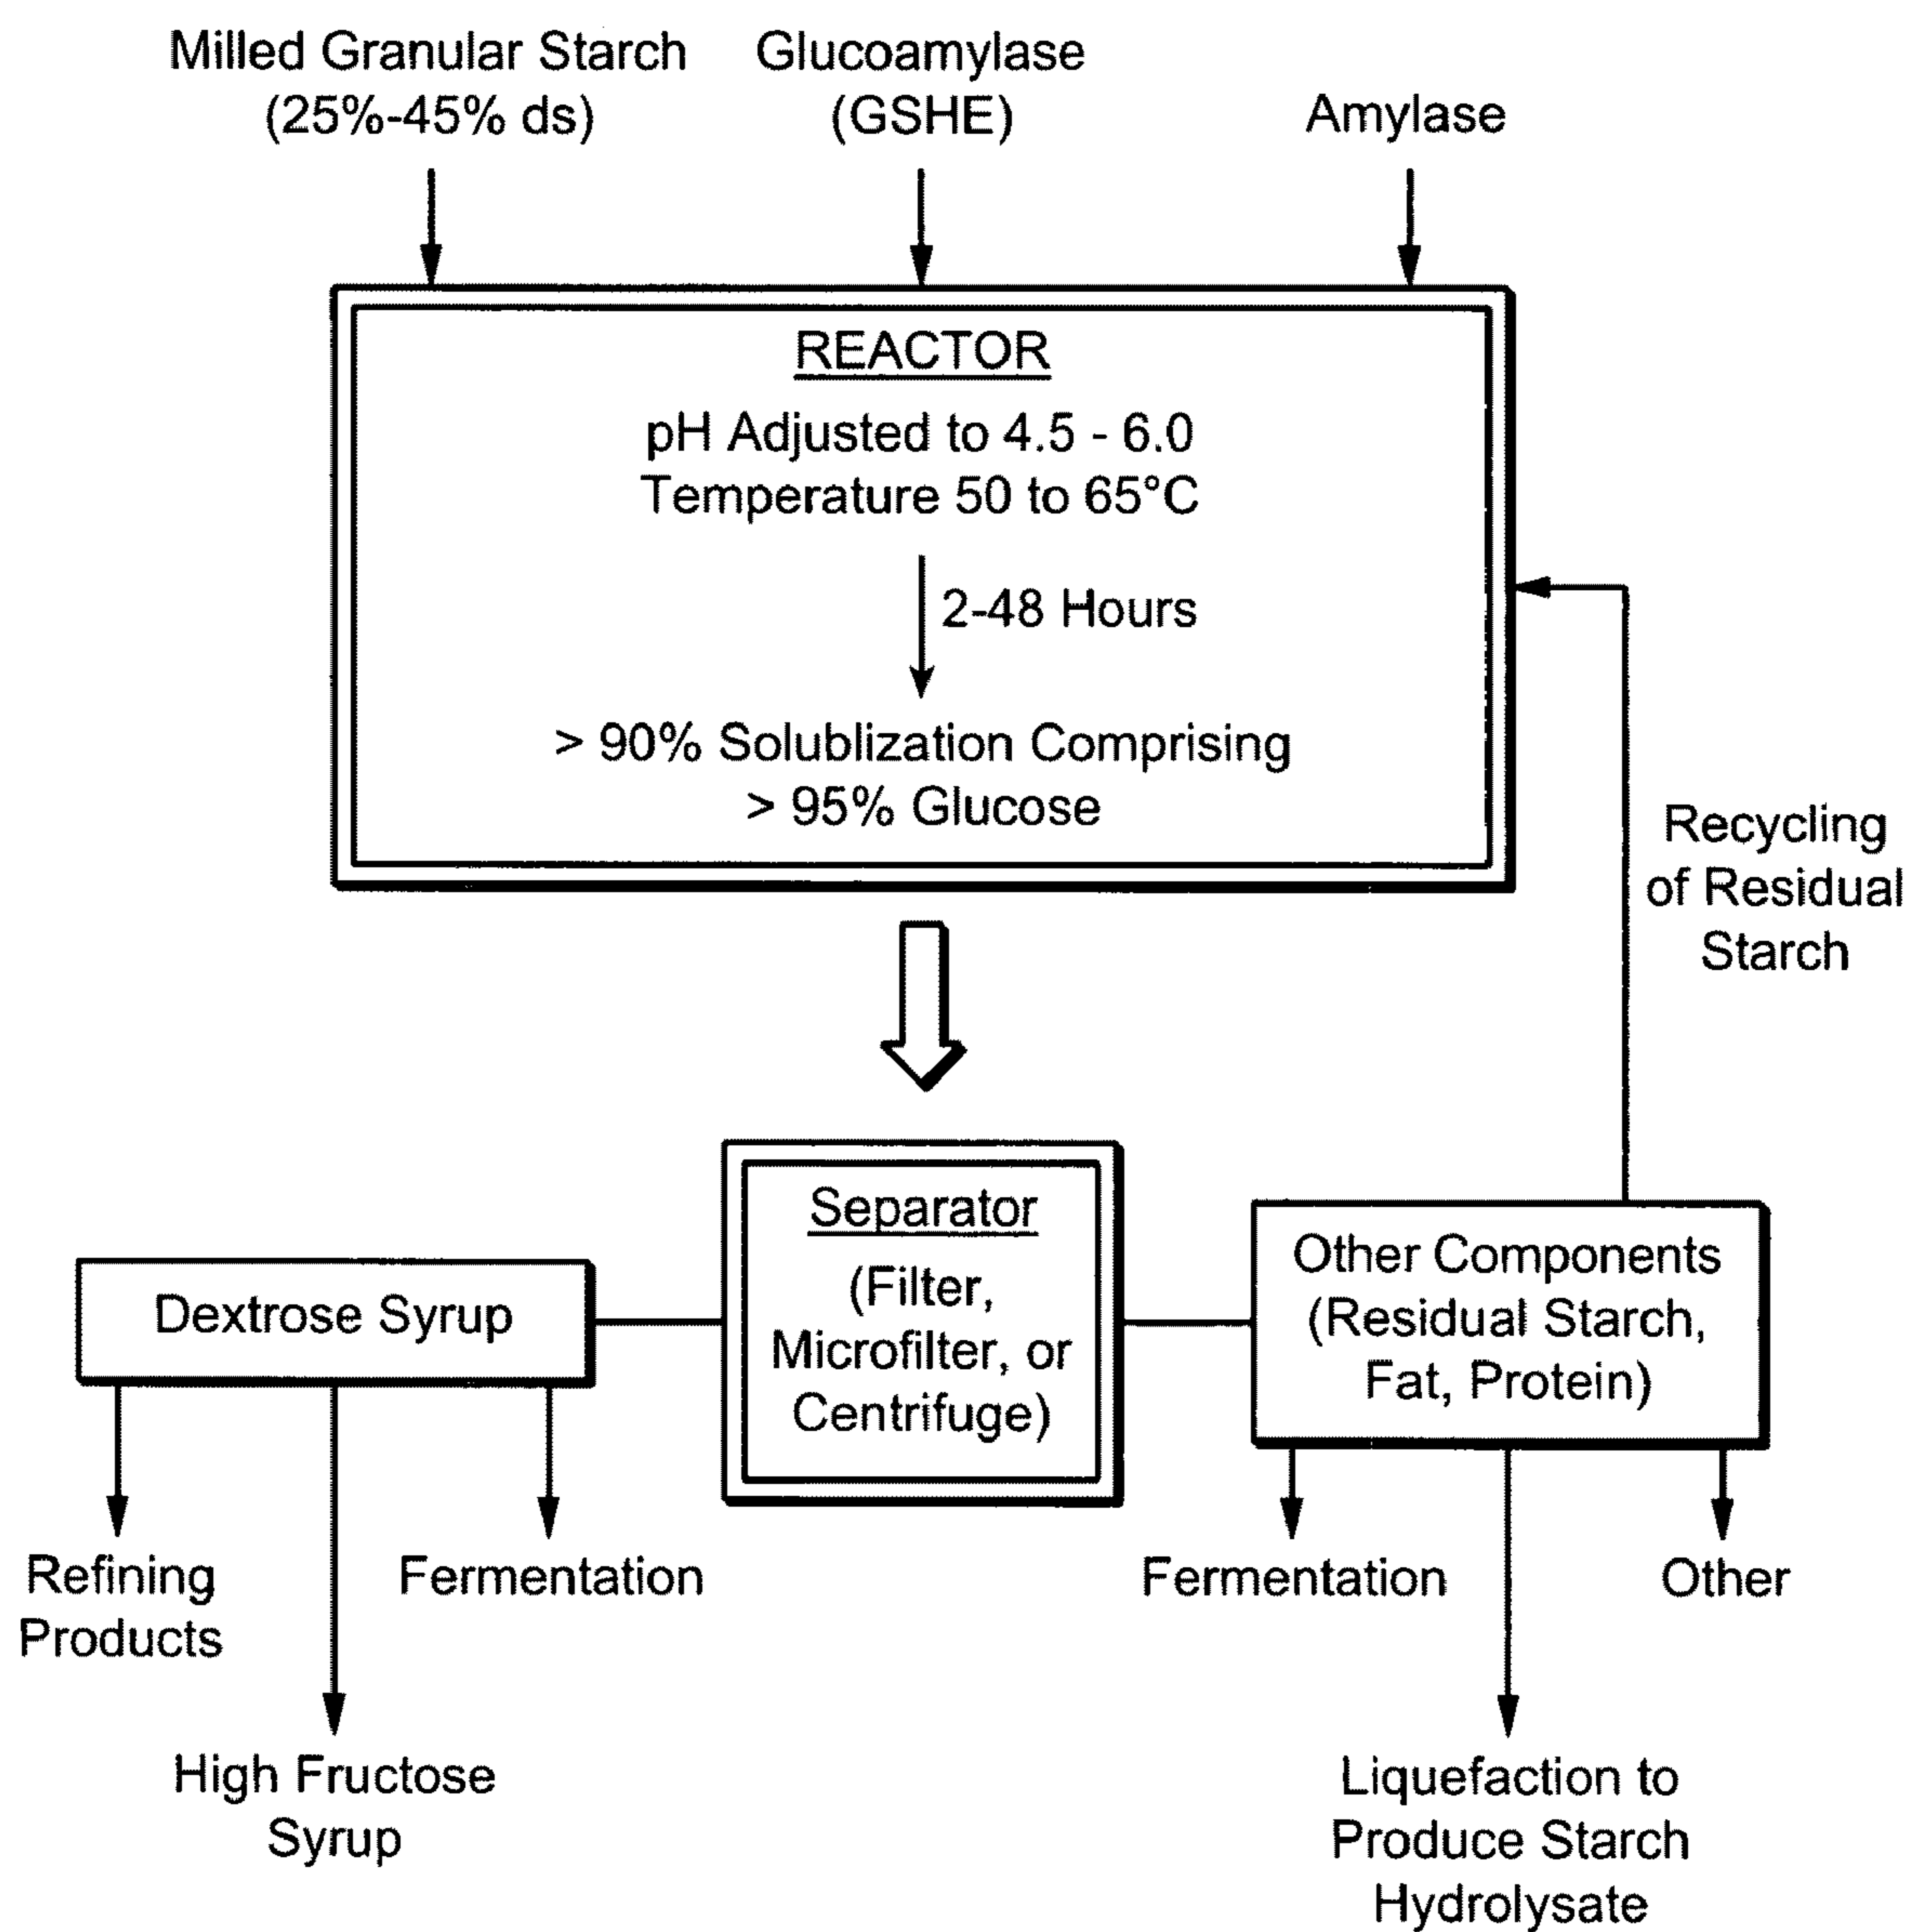 Milled Granular Starch
(25%-45% ds)
Glucoamylase
(GSHE)
Amylase
REACTOR
pH Adjusted to 4.5 - 6.0
Temperature 50 to 65°C
2-48 Hours
> 90% Solublization Comprising
> 95% Glucose
Recycling
of Residual
Starch
Separator
(Filter,
Microfilter, or
Centrifuge)
Dextrose Syrup
Other Components
(Residual Starch,
Fat, Protein)
Refining
Products
High Fructose
Syrup
Fermentation
Fermentation
Liquefaction to
Produce Starch
Hydrolysate
Other